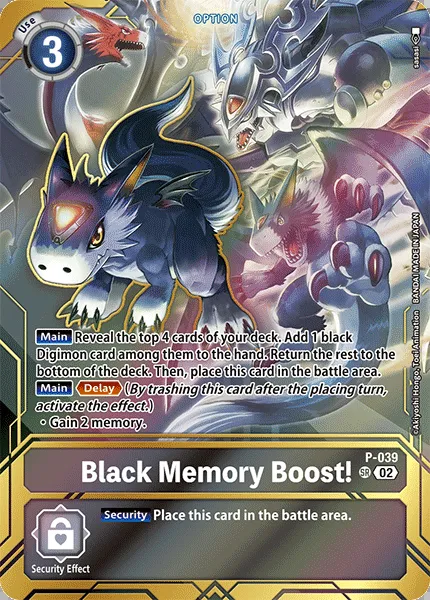 OPTION
Use
3
sasasi
Main Reveal the top 4 cards of your deck. Add 1 black
Digimon card among them to the hand. Return the rest to the
bottom of the deck. Then, place this card in the battle area.
Main Delay (By trashing this card after the placing turn,
activate the effect.)
• Gain 2 memory.
©Akiyoshi Hongo, Toei Animation BANDAI MADE IN JAPAN
P-039
Black Memory Boost!
SR 02
Security Place this card in the battle area.
Security Effect